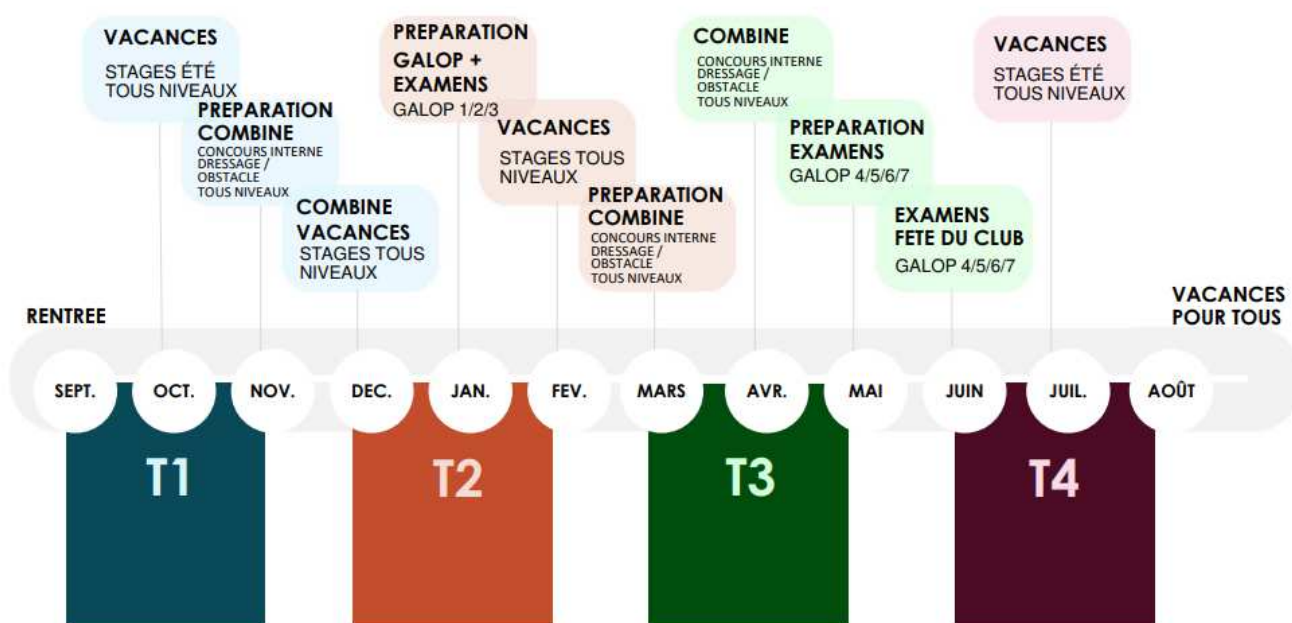 VACANCES
STAGES ÉTÉ
TOUS NIVEAUX
PREPARATION
COMBINE
CONCOURS INTERNE
DRESSAGE /
OBSTACLE
TOUS NIVEAUX
COMBINE
VACANCES
STAGES TOUS
NIVEAUX
PREPARATION
GALOP +
EXAMENS
GALOP 1/2/3
VACANCES
STAGES TOUS
NIVEAUX
PREPARATION
COMBINE
CONCOURS INTERNE
DRESSAGE /
OBSTACLE
TOUS NIVEAUX
COMBINE
CONCOURS INTERNE
DRESSAGE /
OBSTACLE
TOUS NIVEAUX
PREPARATION
EXAMENS
GALOP 4/5/6/7
EXAMENS
FETE DU CLUB
GALOP 4/5/6/7
VACANCES
STAGES ÉTÉ
TOUS NIVEAUX
RENTREE
VACANCES
POUR TOUS
SEPT. OCT. NOV. DEC. JAN. FEV. MARS AVR. MAI JUIN JUIL. AOÛT
T1 T2 T3 T4